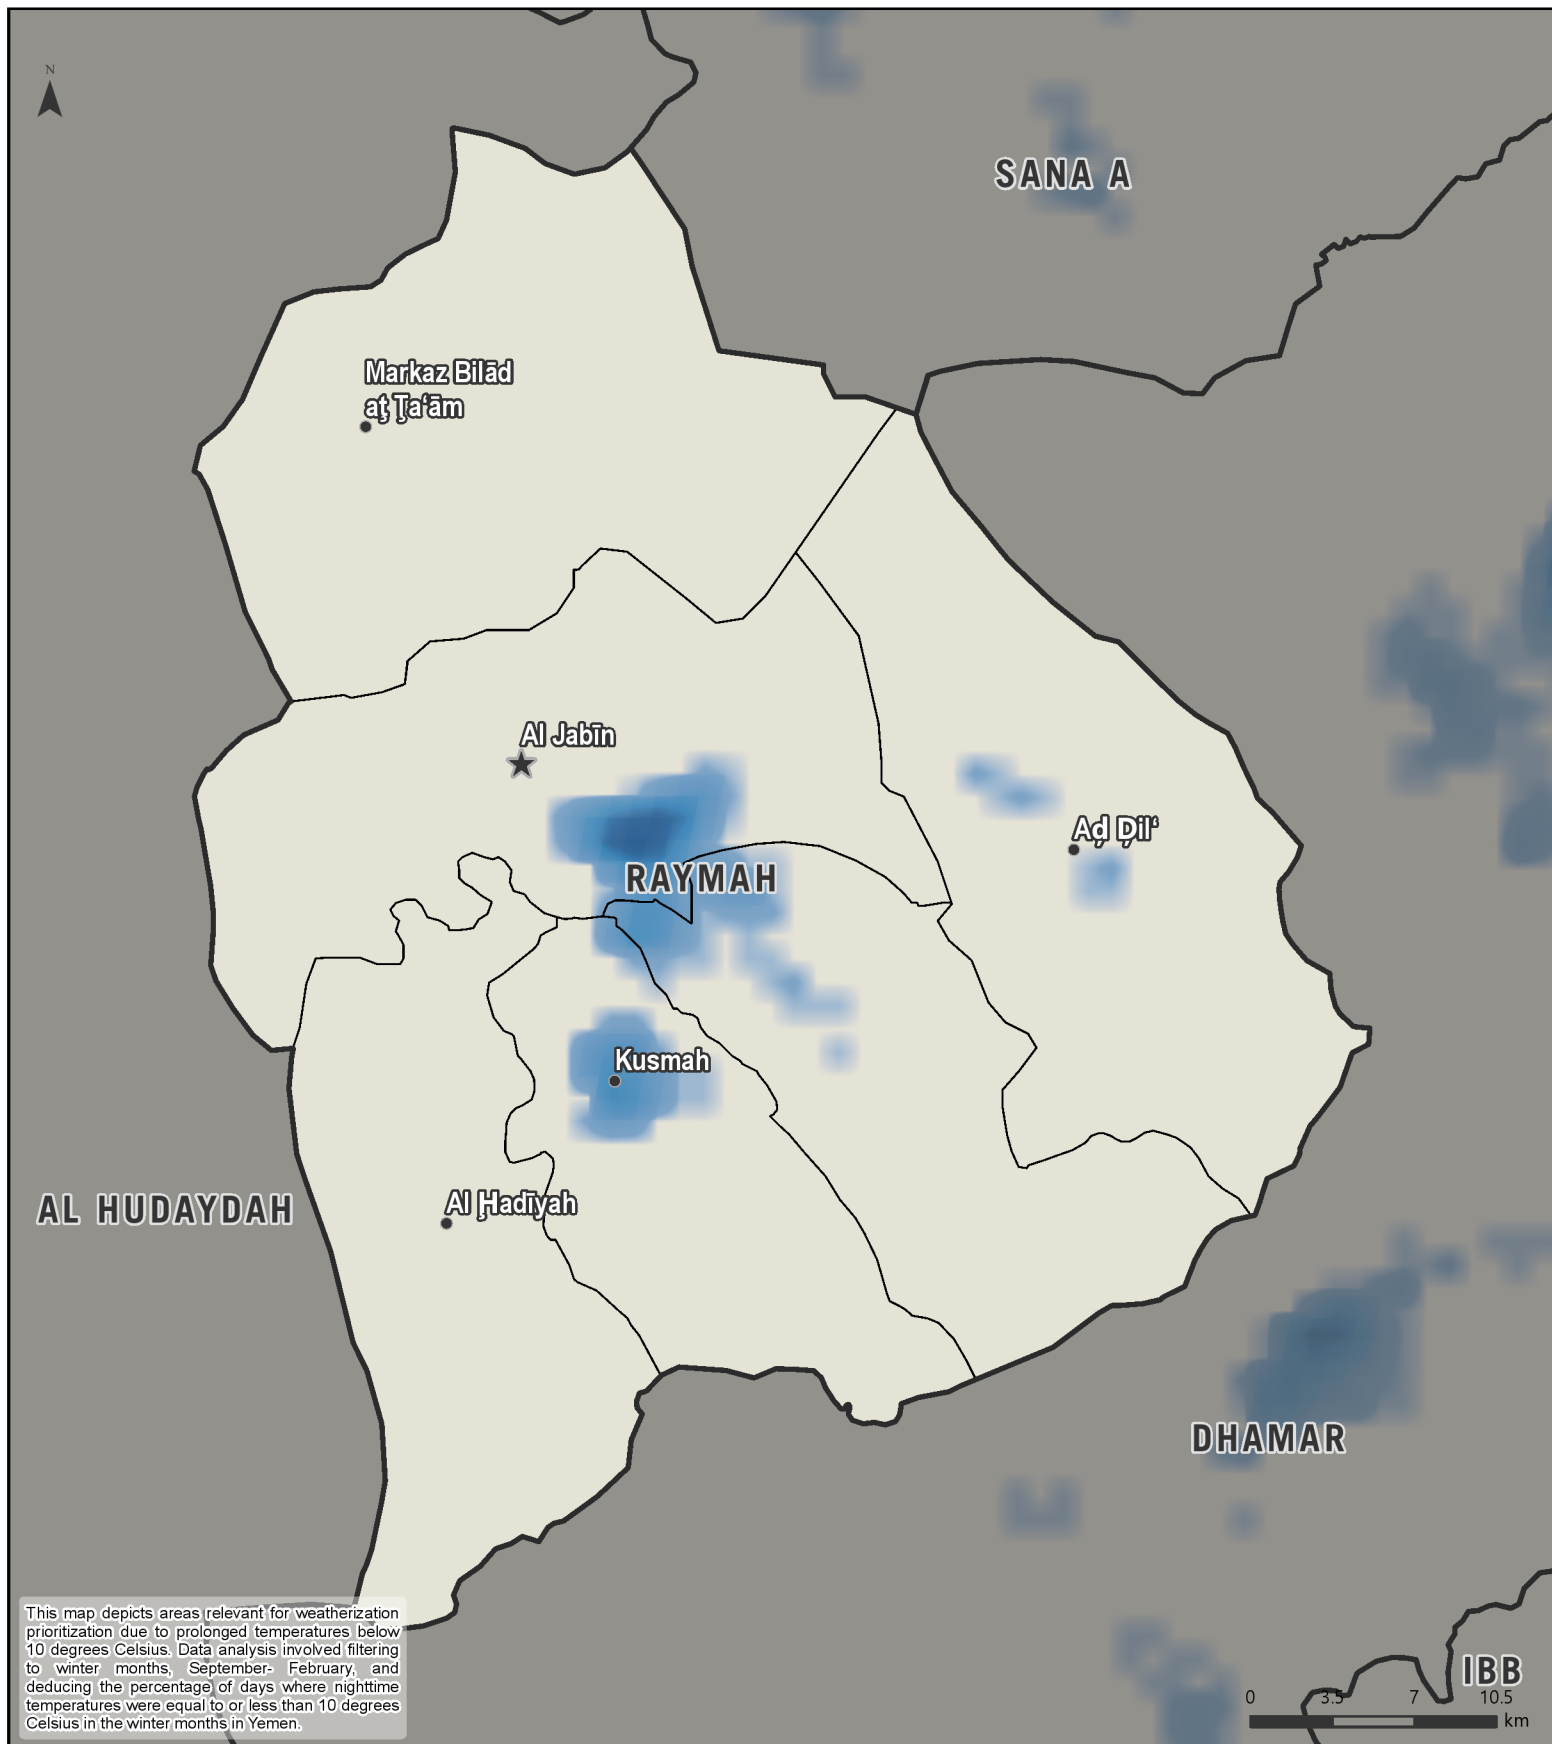 N
SANA A
Markaz Bilād
aţ Ţa‘ām
Al Jabīn
Aḑ Ḑil‘
RAYMAH
Kusmah
Al Ḩadīyah
AL HUDAYDAH
DHAMAR
IBB
This map depicts areas relevant for weatherization
prioritization due to prolonged temperatures below
10 degrees Celsius. Data analysis involved filtering
to winter months, September- February, and
deducing the percentage of days where nighttime
temperatures were equal to or less than 10 degrees
Celsius in the winter months in Yemen.
0 3.5 7 10.5
km